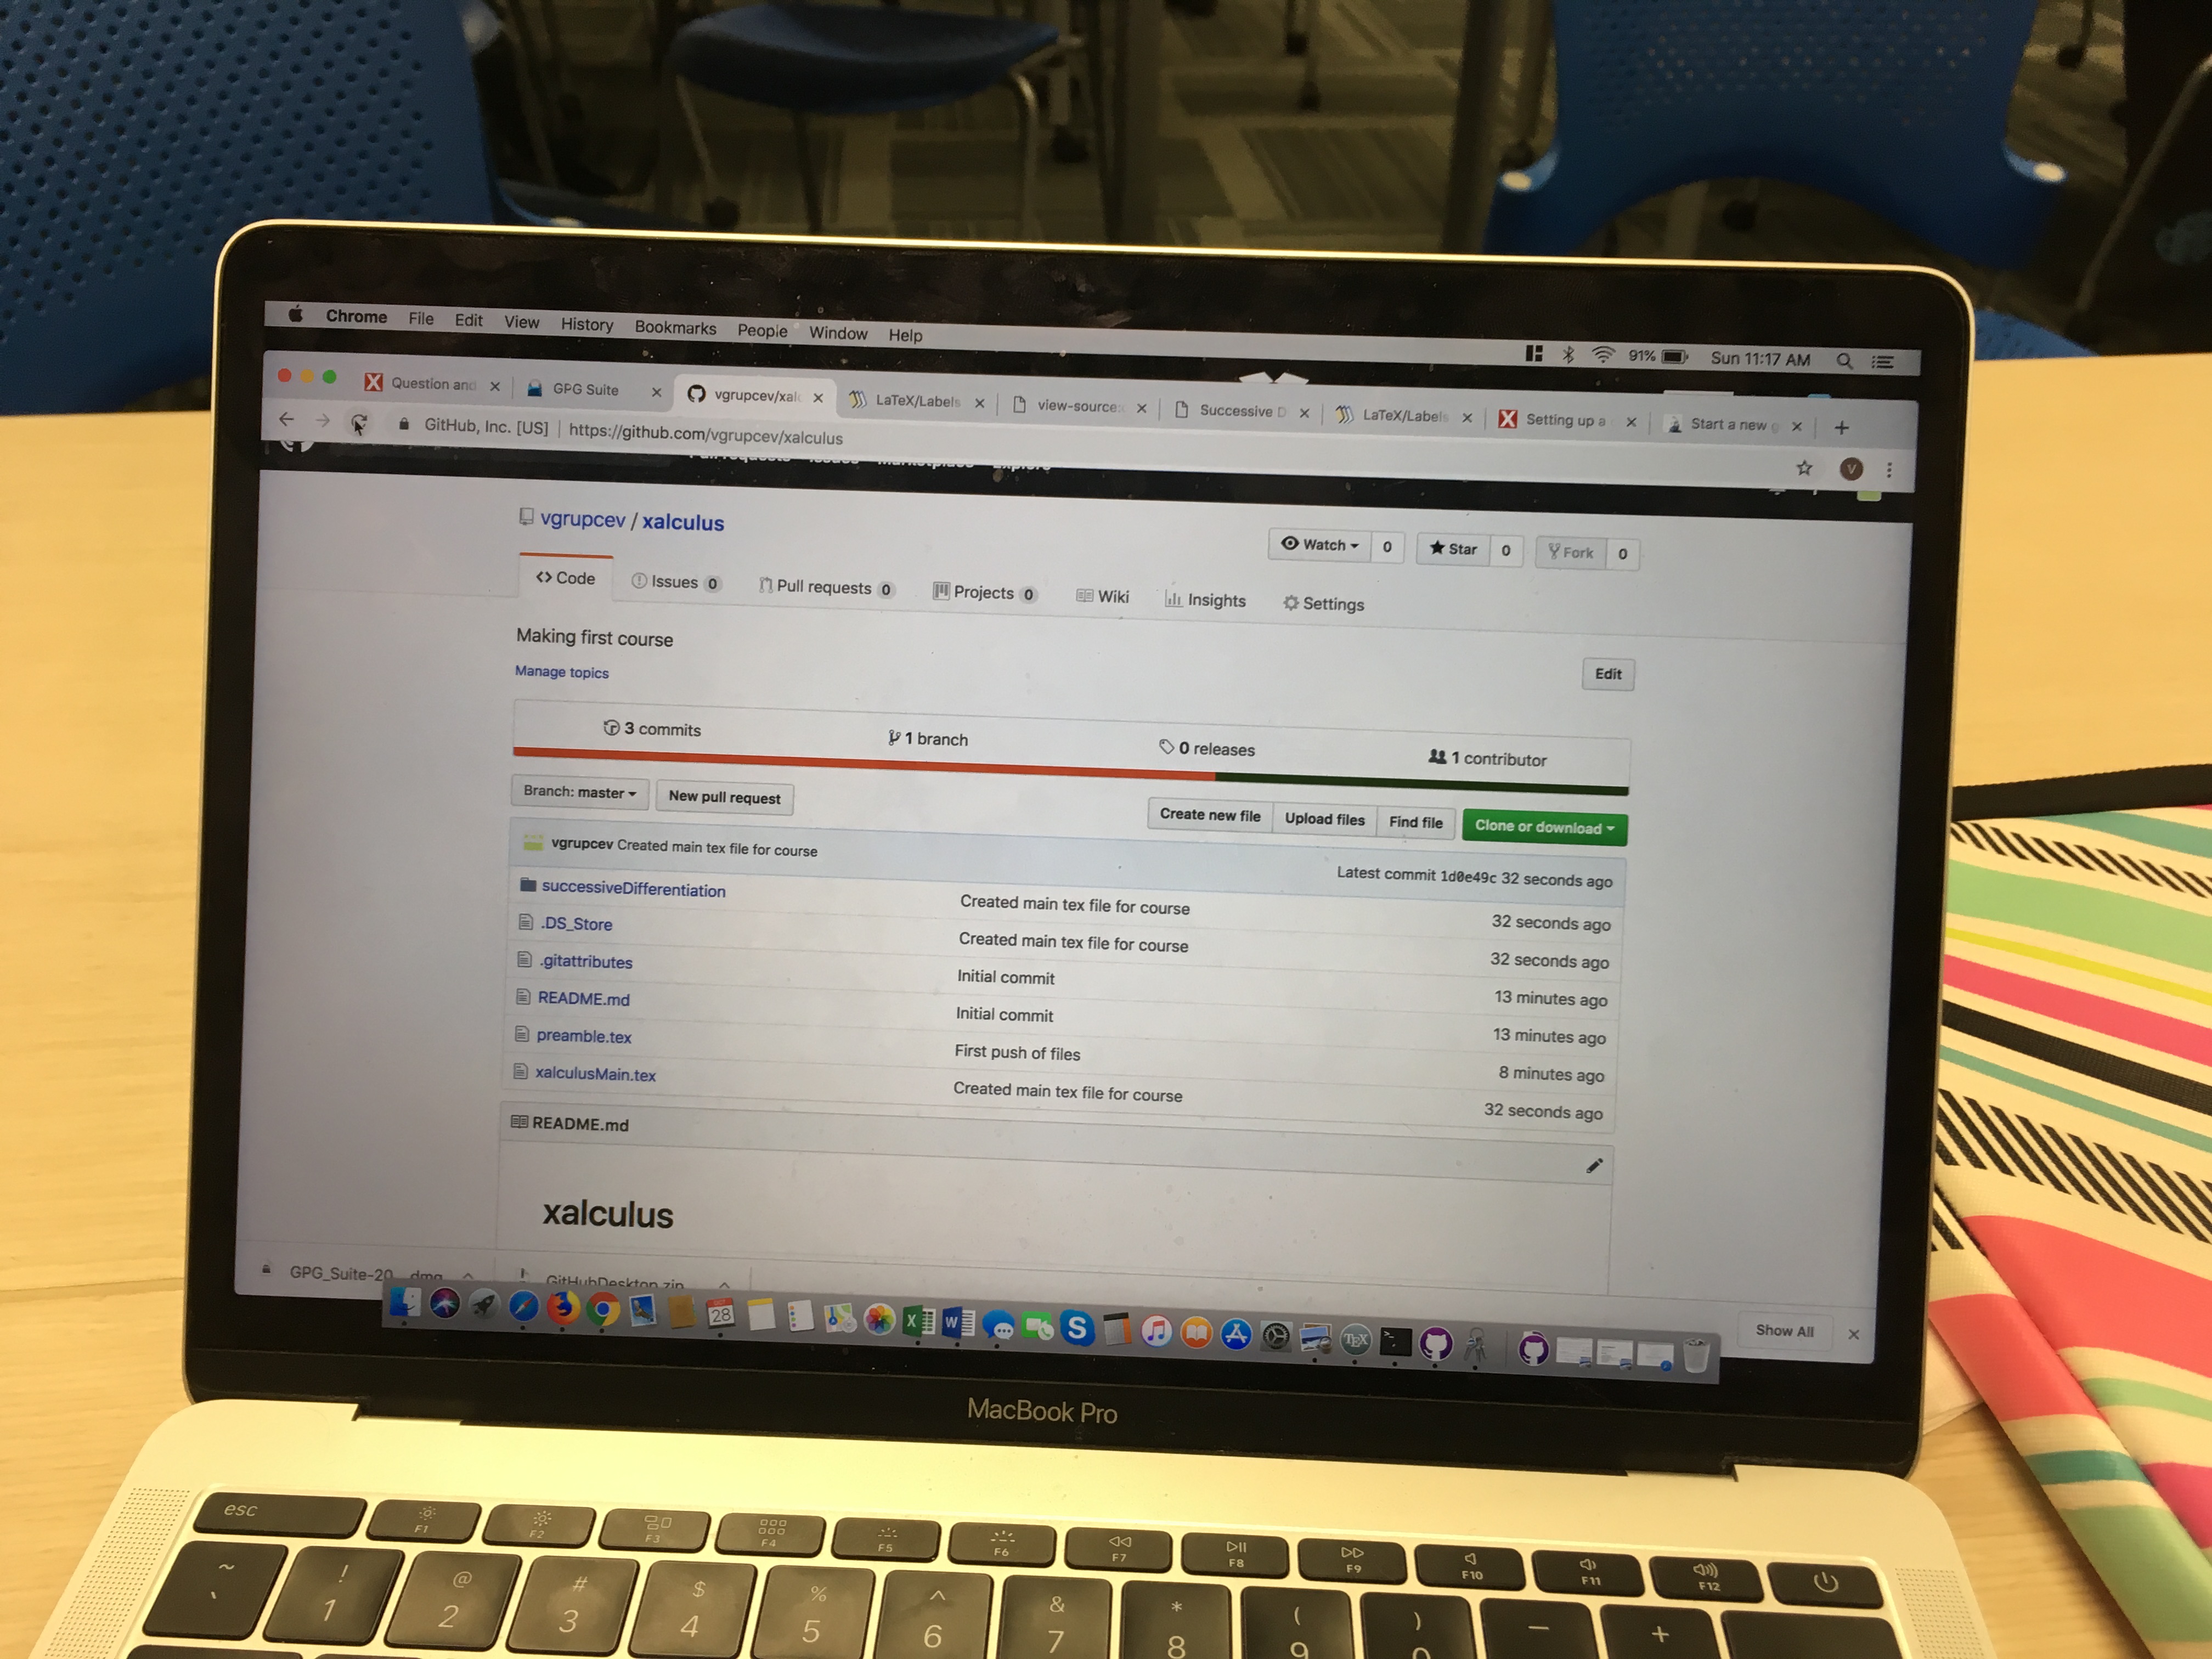 Chrome File Edit View History Bookmarks People Window Help 91% Sun 11:17 AM
Question and GPG Suite vgrupcev/xalc LaTeX/Labels view-source: Successive D LaTeX/Labels Setting up a Start a new
GitHub, Inc. [US] | https://github.com/vgrupcev/xalculus V
Pull requests Issues Marketplace Explore
vgrupcev / xalculus
Watch 0 Star 0 Fork 0
Code Issues 0 Pull requests 0 Projects 0 Wiki Insights Settings
Making first course
Manage topics
Edit
3 commits 1 branch 0 releases 1 contributor
Branch: master New pull request Create new file Upload files Find file Clone or download
vgrupcev Created main tex file for course Latest commit 1d0e49c 32 seconds ago
successiveDifferentiation Created main tex file for course 32 seconds ago
.DS_Store Created main tex file for course 32 seconds ago
.gitattributes Initial commit 13 minutes ago
README.md Initial commit 13 minutes ago
preamble.tex First push of files 8 minutes ago
xalculusMain.tex Created main tex file for course 32 seconds ago
README.md
xalculus
GPG_Suite-20....dmg GitHubDesktop.zip Show All
28 X W S TEX
MacBook Pro
esc F1 F2 F3 F4 F5 F6 F7 F8 F9 F10 F11 F12
~ ! @ # $ % ^ & * ( ) — +
` 1 2 3 4 5 6 7 8 9 0